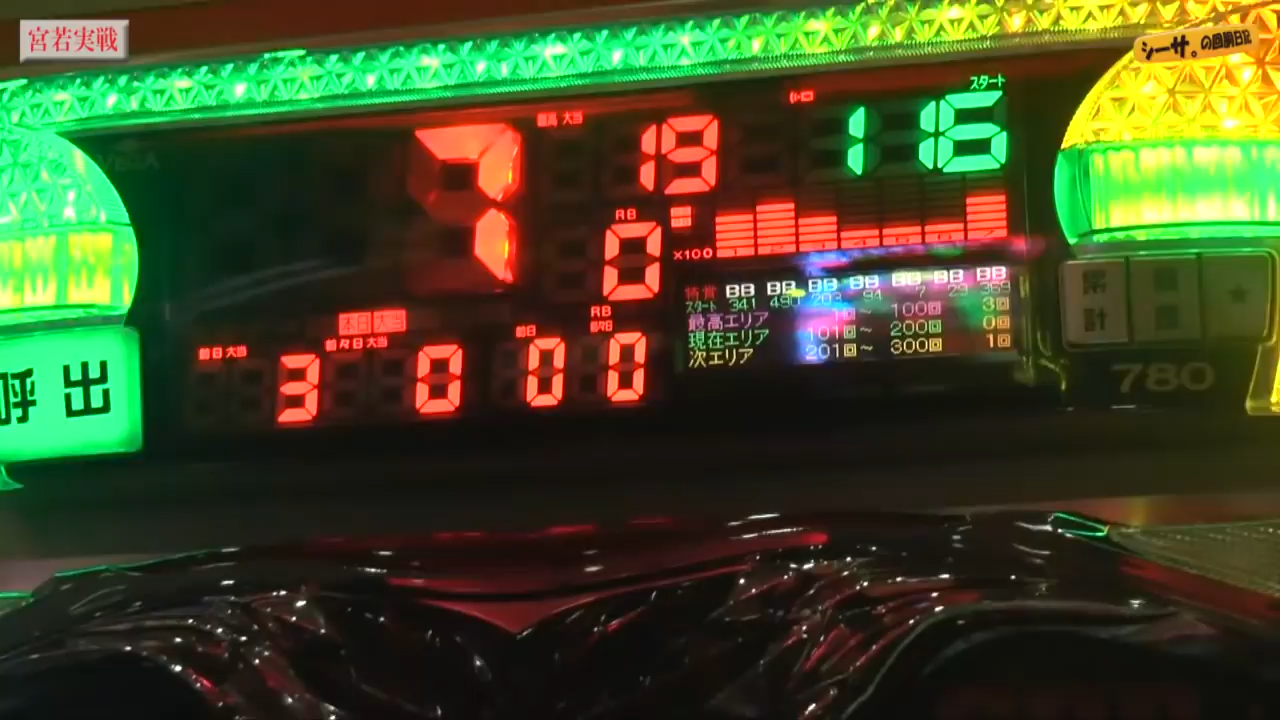 宮若実戦
シーサ。の回胴日記
スタート
最高 大当
7
19
116
RB
0
×100
特賞 BB BB BB BB BB BB BB
スタート 341 490 203 94 7 29 359
最高エリア 1回～ 100回 3回
現在エリア 101回～ 200回 0回
次エリア 201回～ 300回 1回
本日 大当
RB
前日 大当
前々日 大当
前日
前々日
3
0
0
0
呼出
累計
780